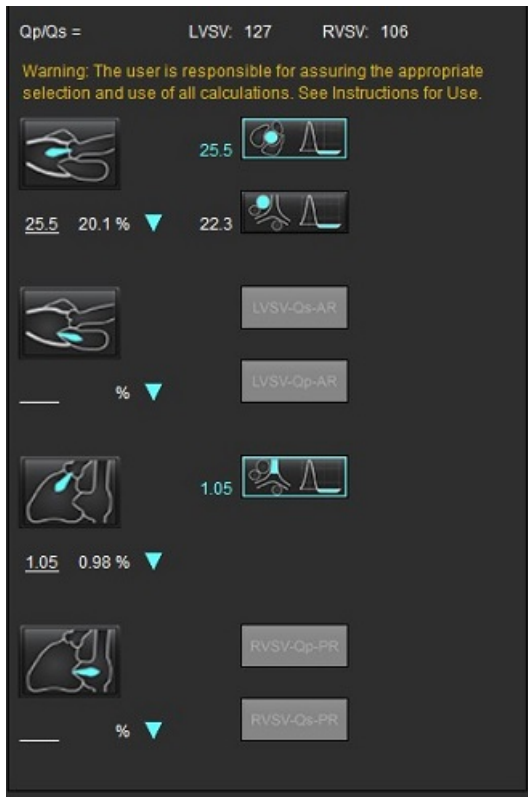 Qp/Qs = LVSV: 127 RVSV: 106
Warning: The user is responsible for assuring the appropriate
selection and use of all calculations. See Instructions for Use.
25.5
25.5 20.1 % 22.3
LVSV-Qs-AR
LVSV-Qp-AR
%
1.05
1.05 0.98 %
RVSV-Qp-PR
RVSV-Qs-PR
%